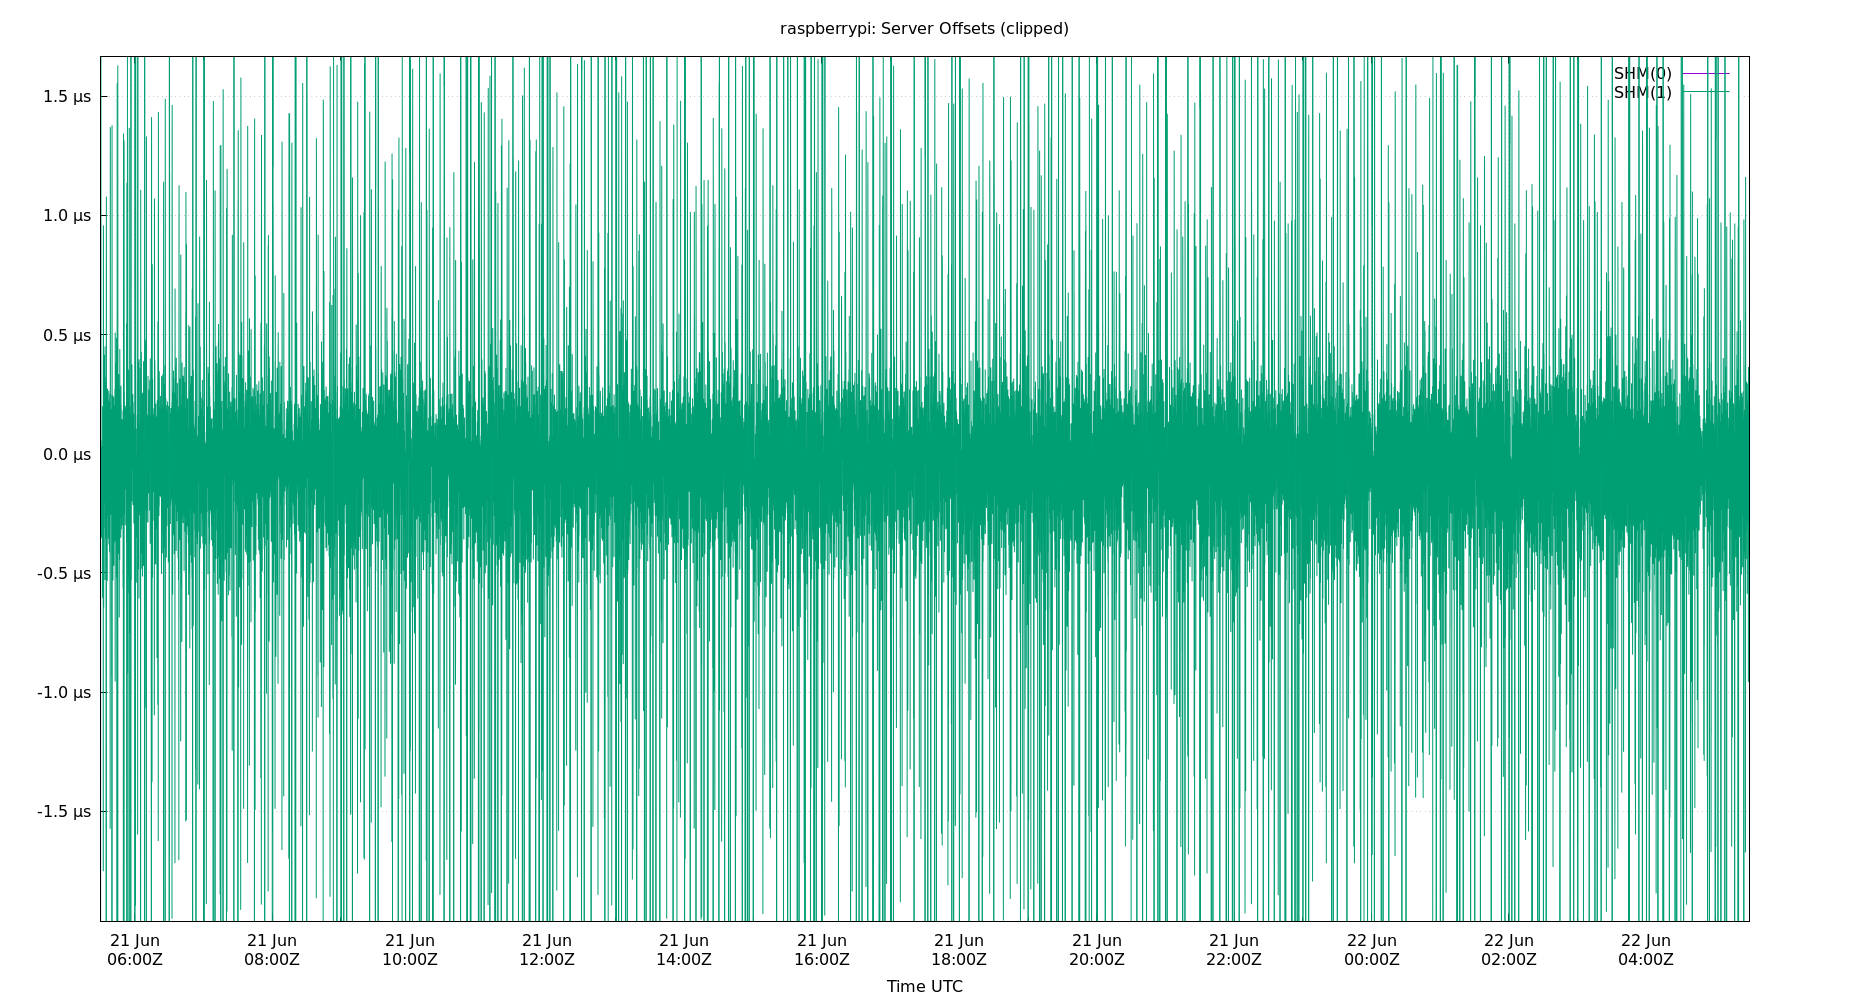 raspberrypi: Server Offsets (clipped)
SHM(0)
SHM(1)
1.5 µs
1.0 µs
0.5 µs
0.0 µs
-0.5 µs
-1.0 µs
-1.5 µs
21 Jun 21 Jun 21 Jun 21 Jun 21 Jun 21 Jun 21 Jun 21 Jun 21 Jun 22 Jun 22 Jun 22 Jun
06:00Z 08:00Z 10:00Z 12:00Z 14:00Z 16:00Z 18:00Z 20:00Z 22:00Z 00:00Z 02:00Z 04:00Z
Time UTC